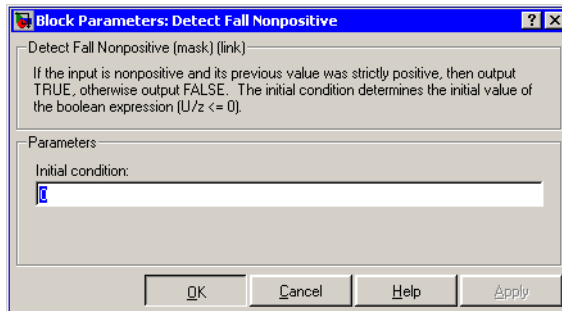 Block Parameters: Detect Fall Nonpositive
Detect Fall Nonpositive (mask) (link)
If the input is nonpositive and its previous value was strictly positive, then output
TRUE, otherwise output FALSE.  The initial condition determines the initial value of
the boolean expression (U/z <= 0).
Parameters
Initial condition:
0
OK Cancel Help Apply